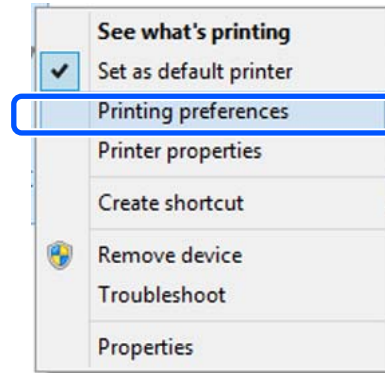 See what's printing
Set as default printer
Printing preferences
Printer properties
Create shortcut
Remove device
Troubleshoot
Properties